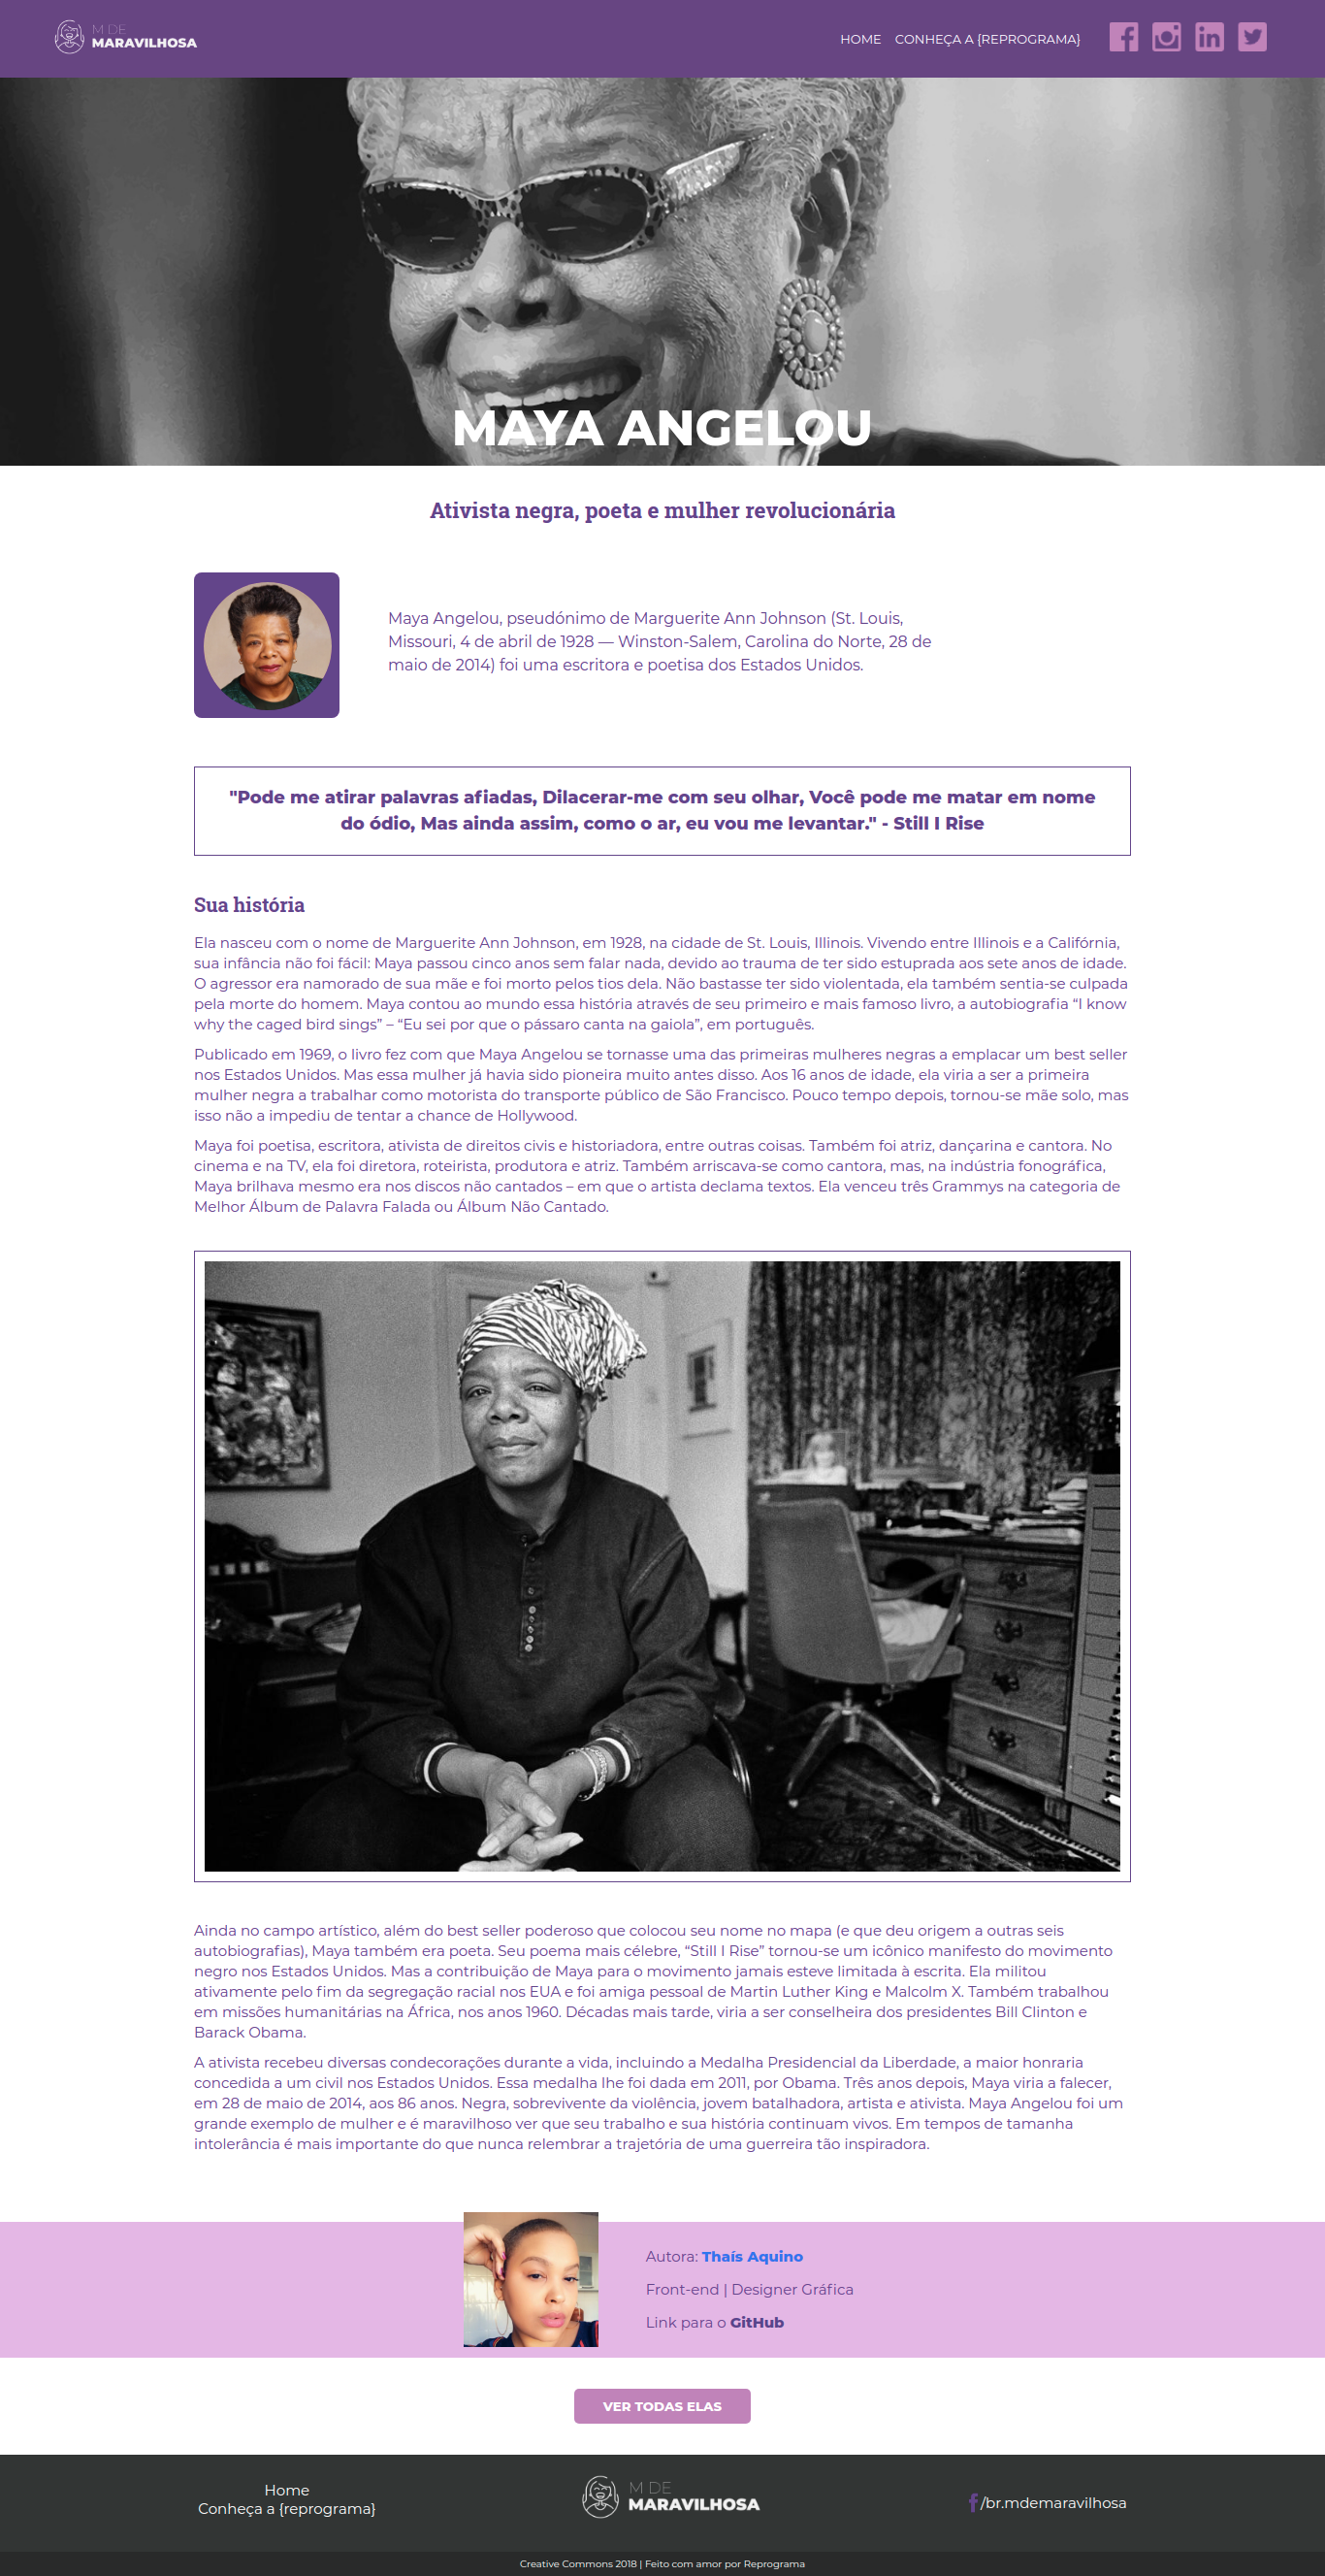 M DE
MARAVILHOSA
HOME CONHEÇA A {REPROGRAMA}
MAYA ANGELOU
Ativista negra, poeta e mulher revolucionária
Maya Angelou, pseudónimo de Marguerite Ann Johnson (St. Louis,
Missouri, 4 de abril de 1928 — Winston-Salem, Carolina do Norte, 28 de
maio de 2014) foi uma escritora e poetisa dos Estados Unidos.
"Pode me atirar palavras afiadas, Dilacerar-me com seu olhar, Você pode me matar em nome
do ódio, Mas ainda assim, como o ar, eu vou me levantar." - Still I Rise
Sua história
Ela nasceu com o nome de Marguerite Ann Johnson, em 1928, na cidade de St. Louis, Illinois. Vivendo entre Illinois e a Califórnia,
sua infância não foi fácil: Maya passou cinco anos sem falar nada, devido ao trauma de ter sido estuprada aos sete anos de idade.
O agressor era namorado de sua mãe e foi morto pelos tios dela. Não bastasse ter sido violentada, ela também sentia-se culpada
pela morte do homem. Maya contou ao mundo essa história através de seu primeiro e mais famoso livro, a autobiografia “I know
why the caged bird sings” – “Eu sei por que o pássaro canta na gaiola”, em português.
Publicado em 1969, o livro fez com que Maya Angelou se tornasse uma das primeiras mulheres negras a emplacar um best seller
nos Estados Unidos. Mas essa mulher já havia sido pioneira muito antes disso. Aos 16 anos de idade, ela viria a ser a primeira
mulher negra a trabalhar como motorista do transporte público de São Francisco. Pouco tempo depois, tornou-se mãe solo, mas
isso não a impediu de tentar a chance de Hollywood.
Maya foi poetisa, escritora, ativista de direitos civis e historiadora, entre outras coisas. Também foi atriz, dançarina e cantora. No
cinema e na TV, ela foi diretora, roteirista, produtora e atriz. Também arriscava-se como cantora, mas, na indústria fonográfica,
Maya brilhava mesmo era nos discos não cantados – em que o artista declama textos. Ela venceu três Grammys na categoria de
Melhor Álbum de Palavra Falada ou Álbum Não Cantado.
Ainda no campo artístico, além do best seller poderoso que colocou seu nome no mapa (e que deu origem a outras seis
autobiografias), Maya também era poeta. Seu poema mais célebre, “Still I Rise” tornou-se um icônico manifesto do movimento
negro nos Estados Unidos. Mas a contribuição de Maya para o movimento jamais esteve limitada à escrita. Ela militou
ativamente pelo fim da segregação racial nos EUA e foi amiga pessoal de Martin Luther King e Malcolm X. Também trabalhou
em missões humanitárias na África, nos anos 1960. Décadas mais tarde, viria a ser conselheira dos presidentes Bill Clinton e
Barack Obama.
A ativista recebeu diversas condecorações durante a vida, incluindo a Medalha Presidencial da Liberdade, a maior honraria
concedida a um civil nos Estados Unidos. Essa medalha lhe foi dada em 2011, por Obama. Três anos depois, Maya viria a falecer,
em 28 de maio de 2014, aos 86 anos. Negra, sobrevivente da violência, jovem batalhadora, artista e ativista. Maya Angelou foi um
grande exemplo de mulher e é maravilhoso ver que seu trabalho e sua história continuam vivos. Em tempos de tamanha
intolerância é mais importante do que nunca relembrar a trajetória de uma guerreira tão inspiradora.
Autora: Thaís Aquino
Front-end | Designer Gráfica
Link para o GitHub
VER TODAS ELAS
Home
Conheça a {reprograma}
M DE
MARAVILHOSA
/br.mdemaravilhosa
Creative Commons 2018 | Feito com amor por Reprograma